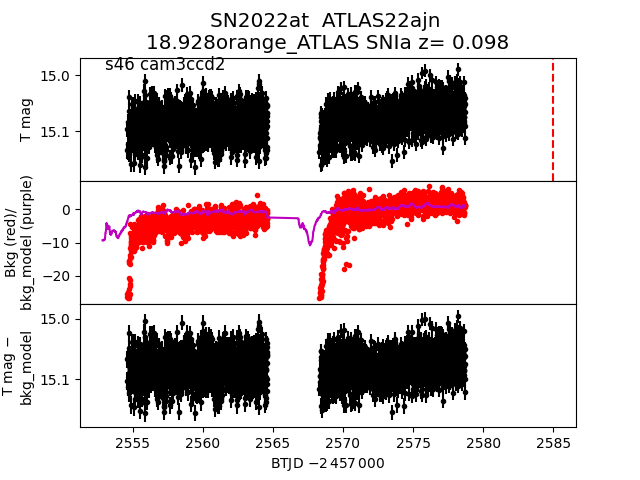 SN2022at ATLAS22ajn
18.928orange_ATLAS SNIa z= 0.098
s46 cam3ccd2
15.0
15.1
T mag
0
−10
−20
Bkg (red)/
bkg_model (purple)
15.0
15.1
T mag −
bkg_model
2555 2560 2565 2570 2575 2580 2585
BTJD −2 457 000